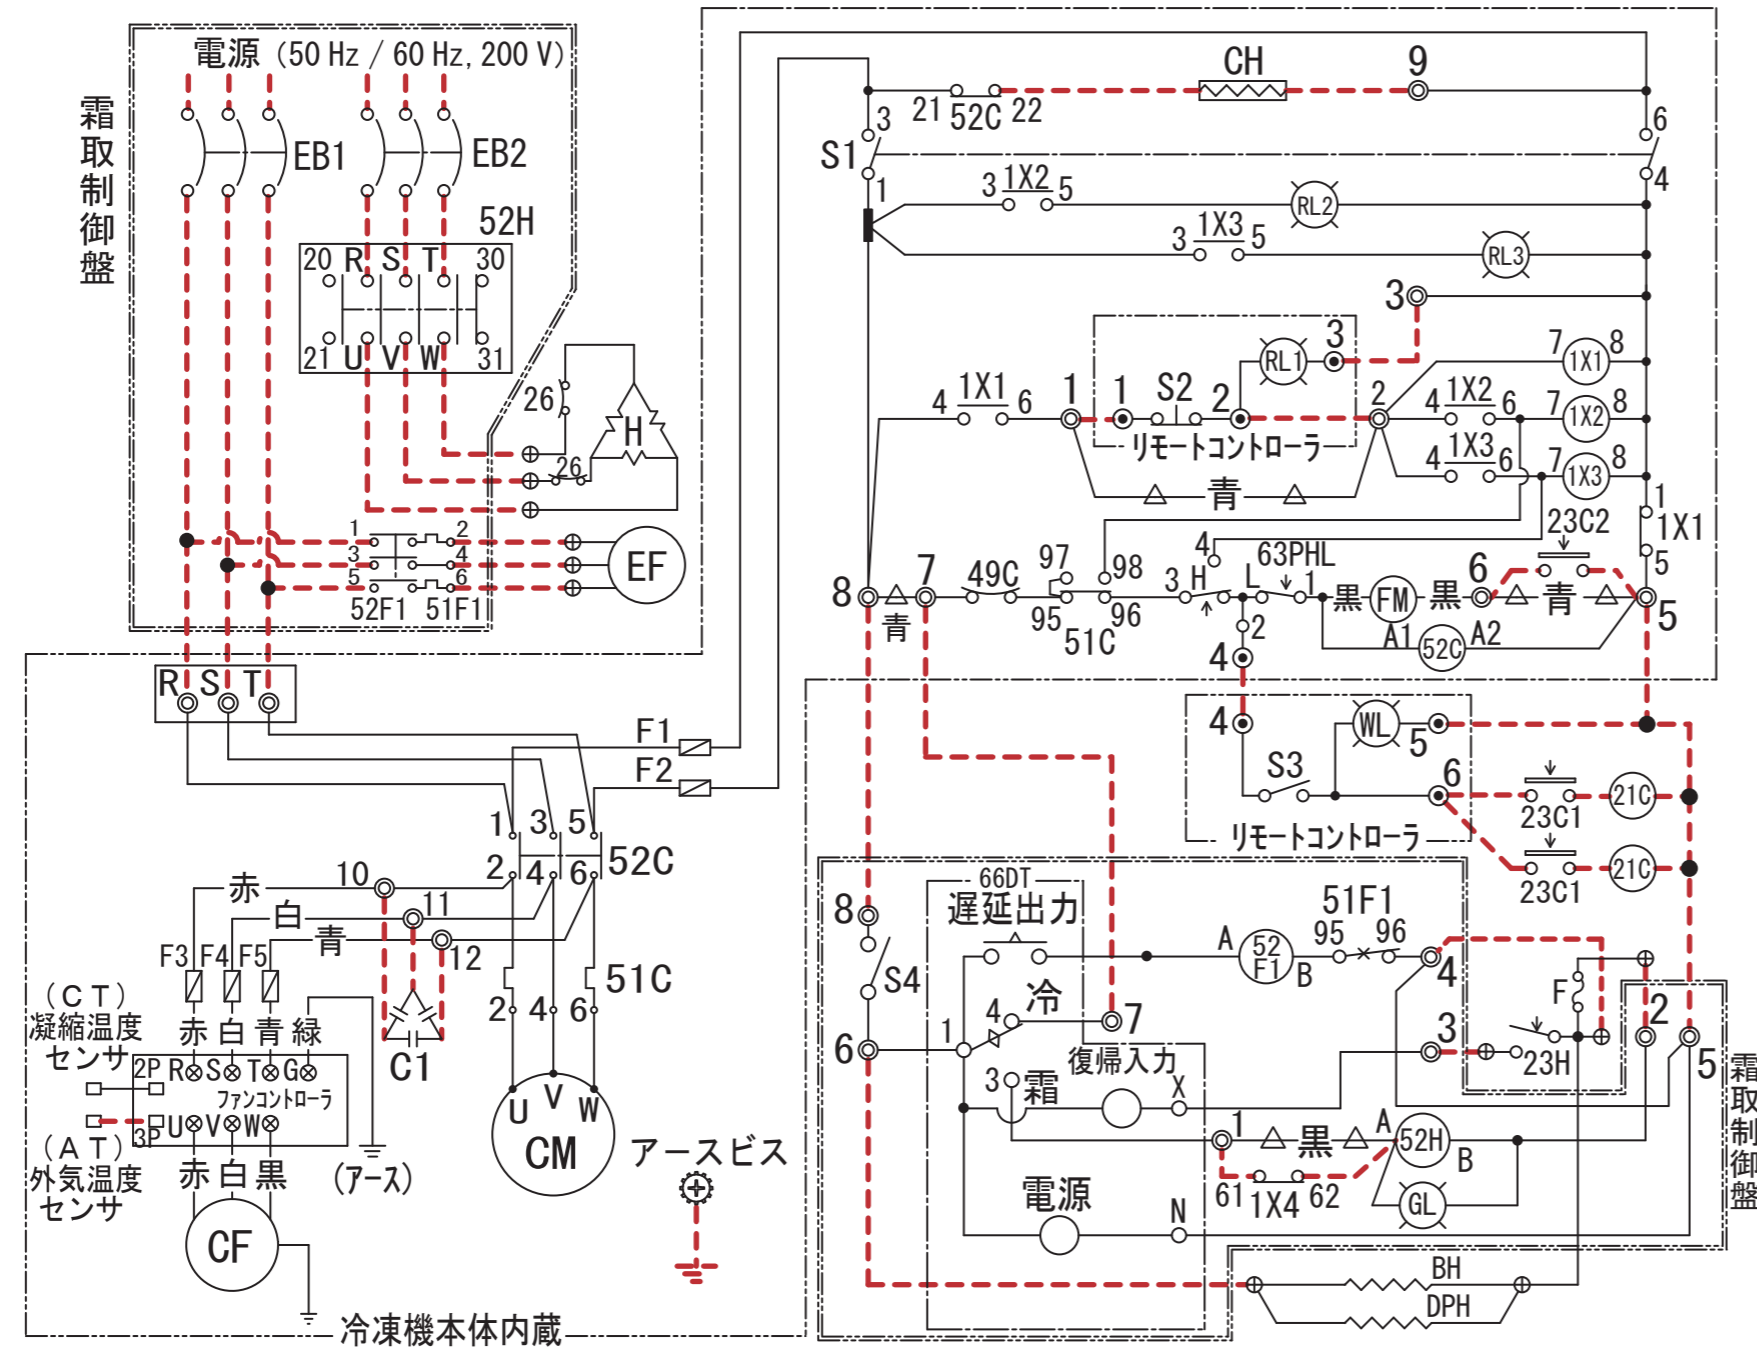 電源 (50 Hz / 60 Hz, 200 V)
霜取制御盤
EB1
EB2
52H
20 R S T 30
21 U V W 31
26
26
H
1 2
3 4
5 6
52F1 51F1
EF
R S T
F1
F2
1 3 5
2 4 6
52C
赤 10
白 11
青 12
F3 F4 F5
51C
2 4 6
C1
(CT)
凝縮温度
センサ
赤 白 青 緑
2P R S T G
ファンコントローラ
3P U V W
(AT)
外気温度
センサ
赤 白 黒
(アース)
CF
U V W
CM
アースビス
冷凍機本体内蔵
CH 9
21 52C 22
3 6
S1
1 4
3 1X2 5
RL2
3 1X3 5
RL3
3
RL1 3
7 1X1 8
4 1X1 6
1 1 S2 2 2
4 1X2 6
7 1X2 8
リモートコントローラ
4 1X3 6
7 1X3 8
青
1
1X1
5
23C2
8 7
青
49C
97 98
95 96
51C
4
3 H L
63PHL
1
2
黒 FM 黒 6 青 5
A1 52C A2
4
4
WL 5
S3 6
23C1 21C
23C1 21C
リモートコントローラ
8
S4
6
66DT
遅延出力
冷
4
1
7
復帰入力
3 霜
X
電源
N
A 52F1 B
51F1
95 96
4
F
3
23H
2
5
1 黒 A 52H B
61 1X4 62
GL
BH
DPH
霜取制御盤